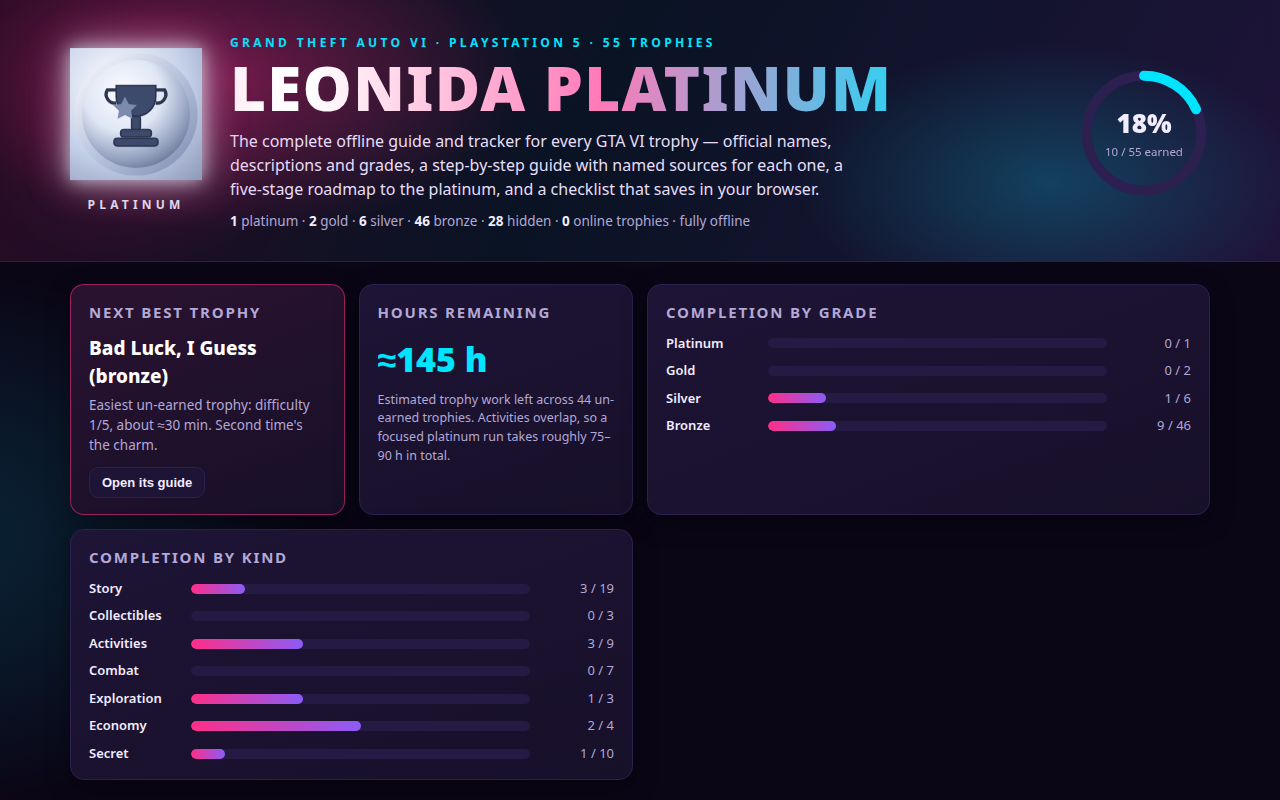 GRAND THEFT AUTO VI · PLAYSTATION 5 · 55 TROPHIES
LEONIDA PLATINUM
The complete offline guide and tracker for every GTA VI trophy — official names,
descriptions and grades, a step-by-step guide with named sources for each one, a
five-stage roadmap to the platinum, and a checklist that saves in your browser.
1 platinum · 2 gold · 6 silver · 46 bronze · 28 hidden · 0 online trophies · fully offline
PLATINUM
18%
10 / 55 earned
NEXT BEST TROPHY
Bad Luck, I Guess
(bronze)
Easiest un-earned trophy: difficulty
1/5, about ≈30 min. Second time's
the charm.
Open its guide
HOURS REMAINING
≈145 h
Estimated trophy work left across 44 un-
earned trophies. Activities overlap, so a
focused platinum run takes roughly 75–
90 h in total.
COMPLETION BY GRADE
Platinum 0 / 1
Gold 0 / 2
Silver 1 / 6
Bronze 9 / 46
COMPLETION BY KIND
Story 3 / 19
Collectibles 0 / 3
Activities 3 / 9
Combat 0 / 7
Exploration 1 / 3
Economy 2 / 4
Secret 1 / 10